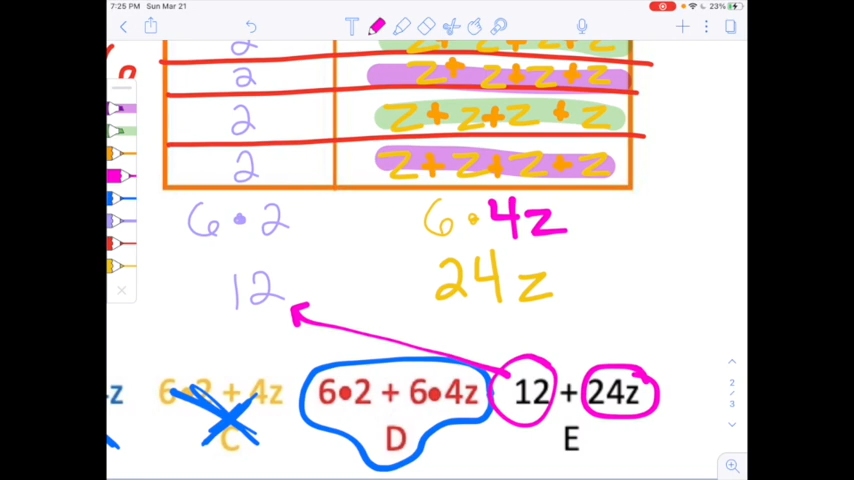 7:25 PM Sun Mar 21 23%
2 z+z+z+z
2 z+z+z+z
2 z+z+z+z
2 z+z+z+z
6•2 6•4z
12 24z
z 6•2 + 4z 6•2 + 6•4z 12 + 24z
C D E
2
/
3